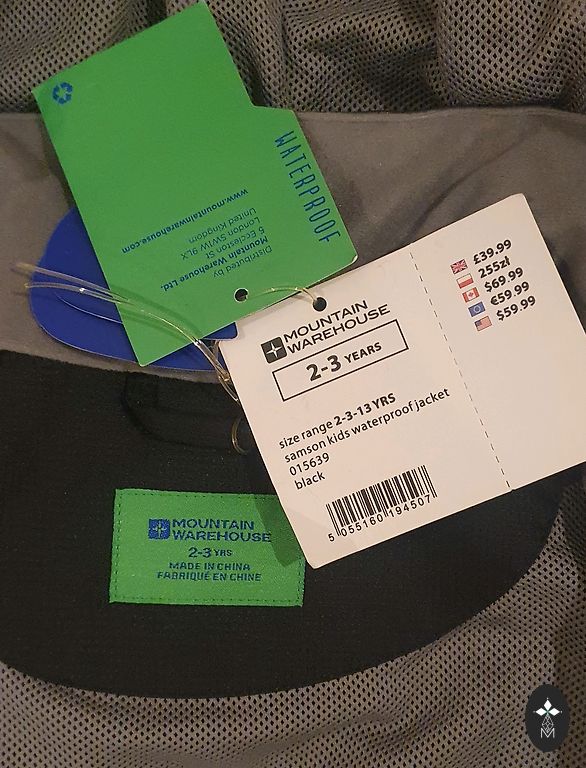 WATERPROOF
Distributed by
Mountain Warehouse Ltd.
5 Eccleston St
London SW1W 9LX
United Kingdom
www.mountainwarehouse.com
MOUNTAIN
WAREHOUSE
2-3 YEARS
size range 2-3-13 YRS
samson kids waterproof jacket
015639
black
5 055160 194507
£39.99
255zł
$69.99
€59.99
$59.99
MOUNTAIN
WAREHOUSE
2-3 YRS
MADE IN CHINA
FABRIQUÉ EN CHINE
M